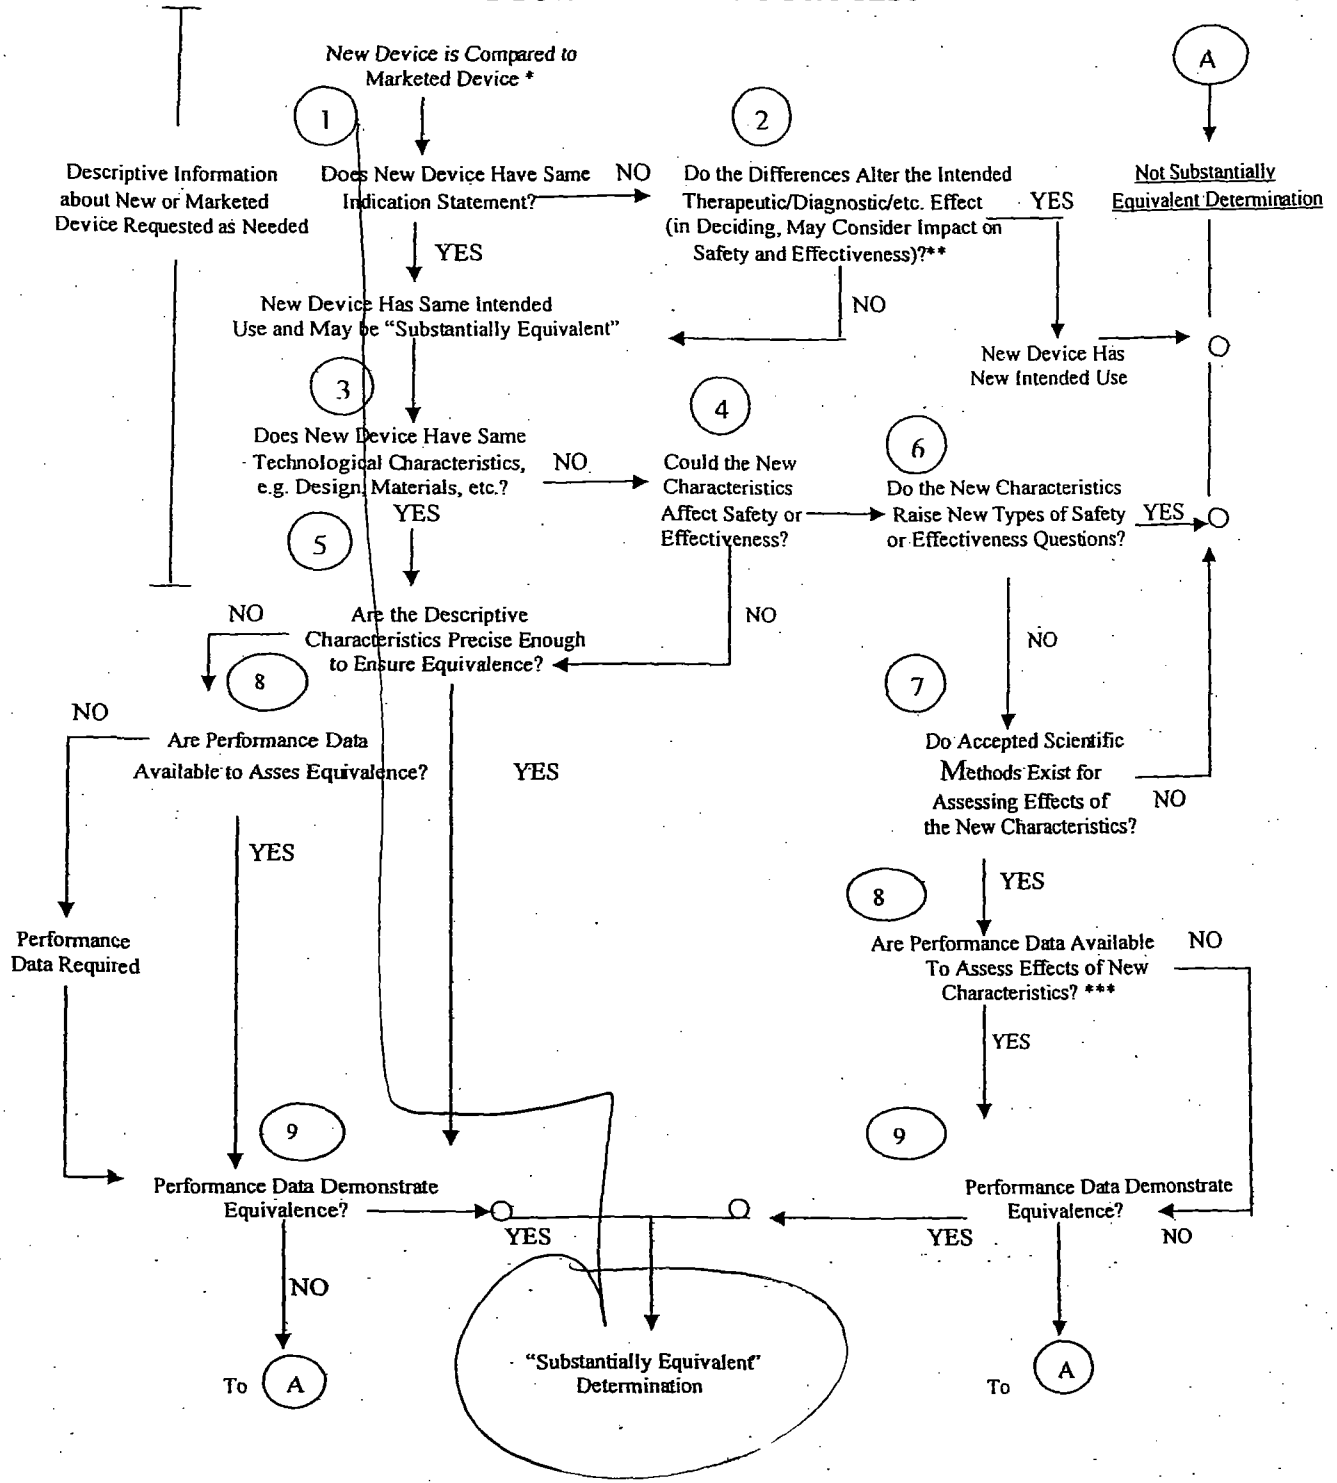 New Device is Compared to
Marketed Device *
A
1
2
Descriptive Information
about New or Marketed
Device Requested as Needed
Does New Device Have Same
Indication Statement?
NO
Do the Differences Alter the Intended
Therapeutic/Diagnostic/etc. Effect
(in Deciding, May Consider Impact on
Safety and Effectiveness)?**
YES
Not Substantially
Equivalent Determination
YES
NO
New Device Has Same Intended
Use and May be “Substantially Equivalent”
New Device Has
New Intended Use
3
4
6
Does New Device Have Same
Technological Characteristics,
e.g. Design, Materials, etc.?
NO
Could the New
Characteristics
Affect Safety or
Effectiveness?
Do the New Characteristics
Raise New Types of Safety
or Effectiveness Questions?
YES
YES
5
NO
Are the Descriptive
Characteristics Precise Enough
to Ensure Equivalence?
NO
NO
8
7
NO
Are Performance Data
Available to Asses Equivalence?
YES
Do Accepted Scientific
Methods Exist for
Assessing Effects of
the New Characteristics?
NO
YES
YES
8
Performance
Data Required
Are Performance Data Available
To Assess Effects of New
Characteristics? ***
NO
YES
9
9
Performance Data Demonstrate
Equivalence?
YES
Performance Data Demonstrate
Equivalence?
YES
NO
NO
To
A
“Substantially Equivalent”
Determination
To
A